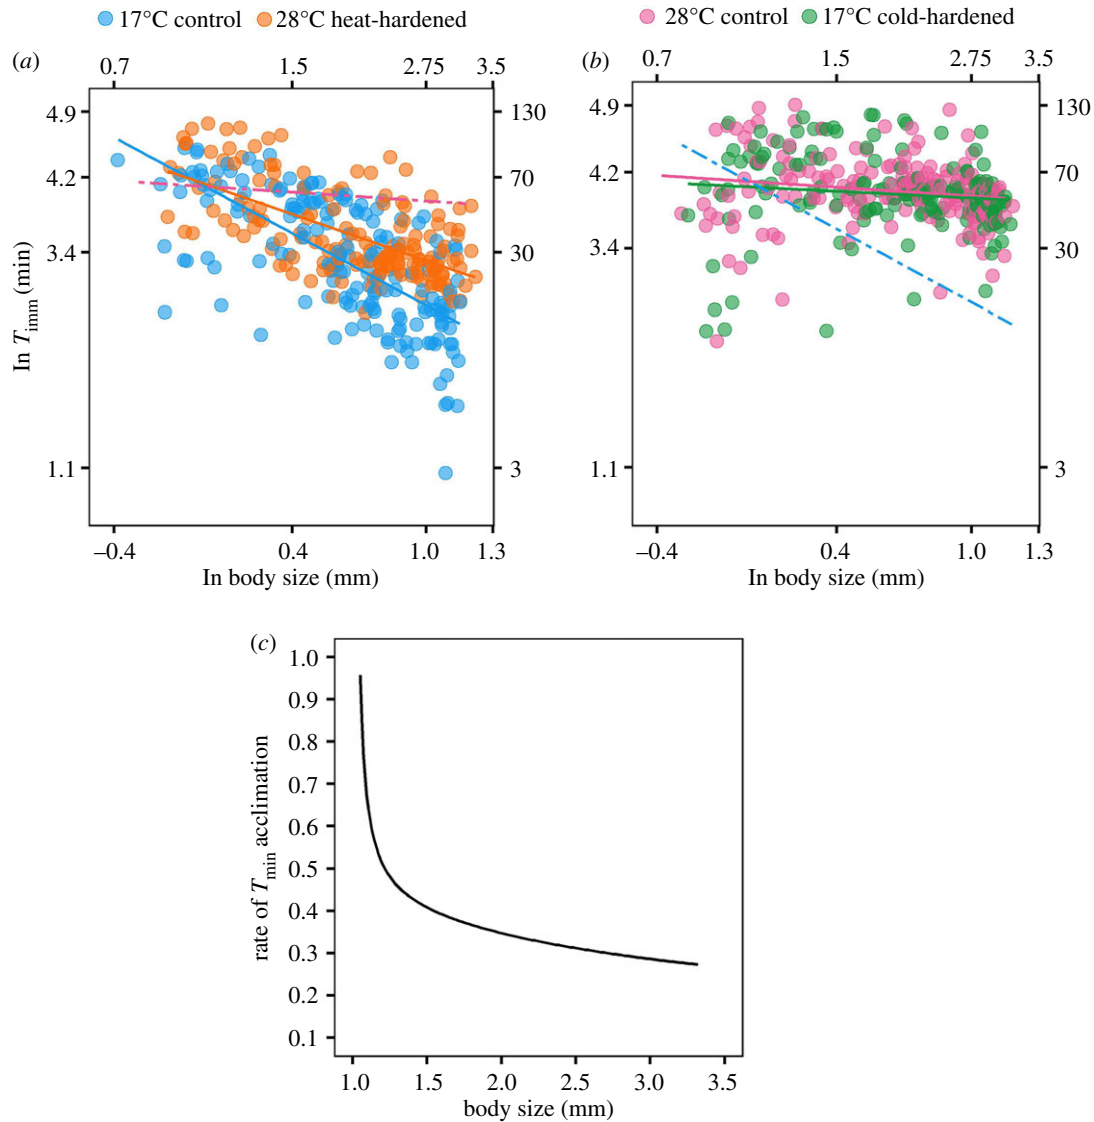 17°C control 28°C heat-hardened
28°C control 17°C cold-hardened
(a)
0.7 1.5 2.75 3.5
(b)
0.7 1.5 2.75 3.5
4.9 130
4.2 70
3.4 30
1.1 3
ln T_imm (min)
–0.4 0.4 1.0 1.3
ln body size (mm)
4.9 130
4.2 70
3.4 30
1.1 3
–0.4 0.4 1.0 1.3
ln body size (mm)
(c)
1.0
0.9
0.8
0.7
0.6
0.5
0.4
0.3
0.2
0.1
rate of T_min acclimation
1.0 1.5 2.0 2.5 3.0 3.5
body size (mm)